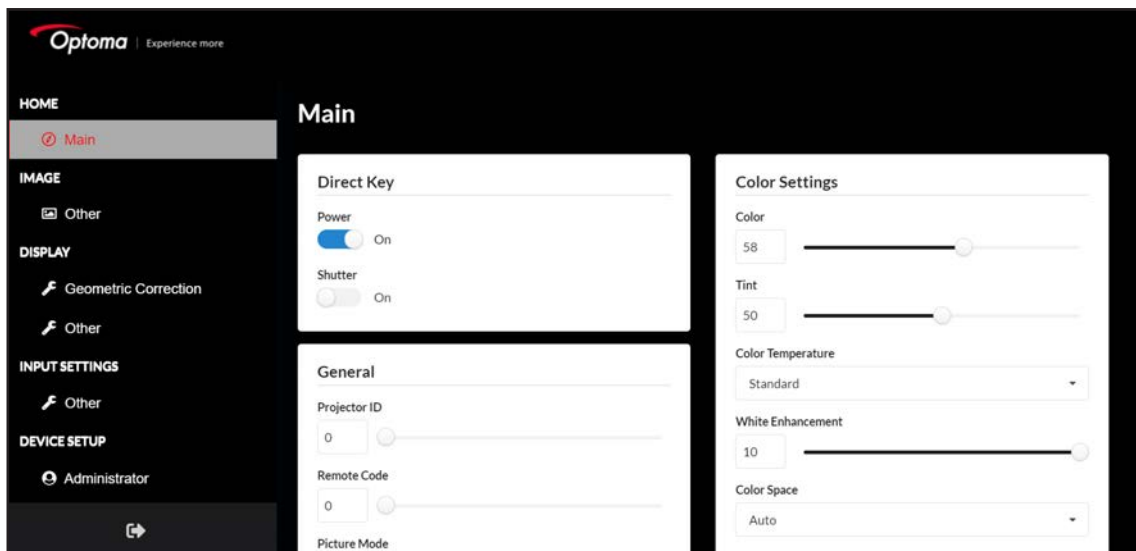 Optoma | Experience more
HOME
Main
IMAGE
Other
DISPLAY
Geometric Correction
Other
INPUT SETTINGS
Other
DEVICE SETUP
Administrator
Main
Direct Key
Power
On
Shutter
On
General
Projector ID
0
Remote Code
0
Picture Mode
Color Settings
Color
58
Tint
50
Color Temperature
Standard
White Enhancement
10
Color Space
Auto